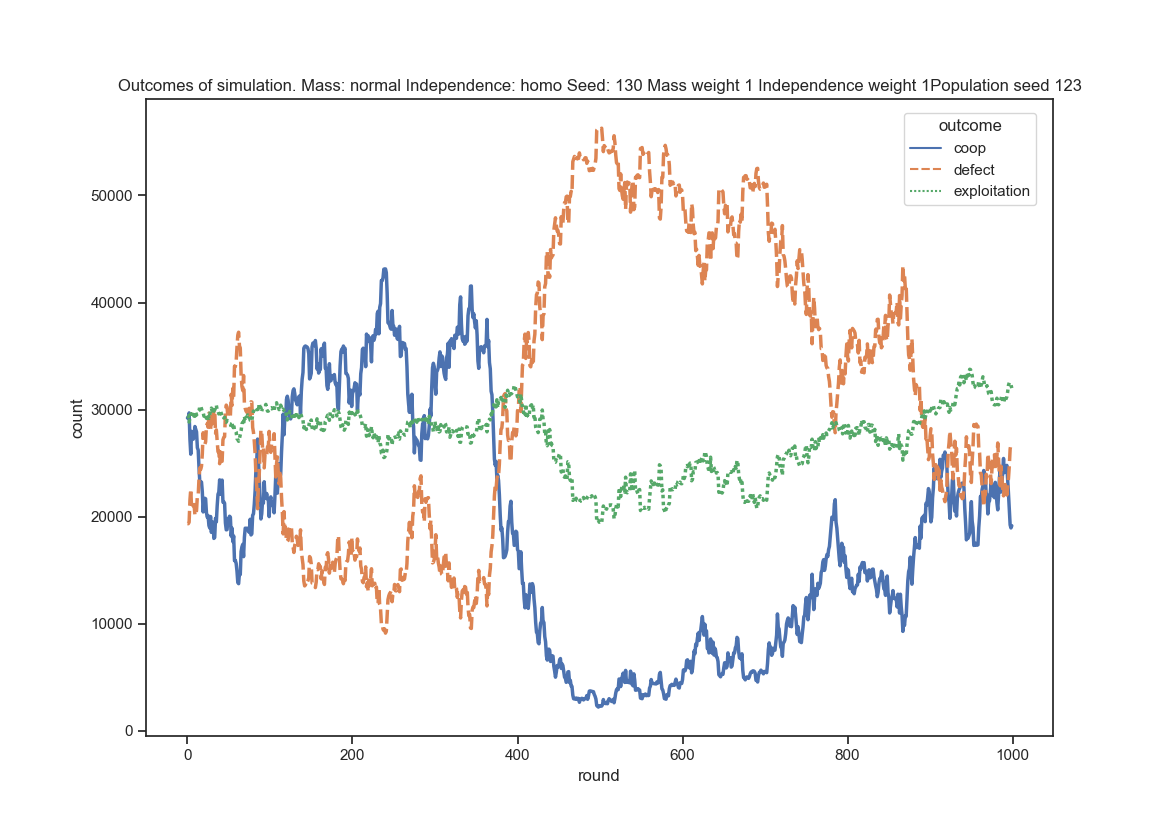 Outcomes of simulation. Mass: normal Independence: homo Seed: 130 Mass weight 1 Independence weight 1Population seed 123
outcome
coop
defect
exploitation
50000
40000
30000
20000
10000
0
count
0 200 400 600 800 1000
round